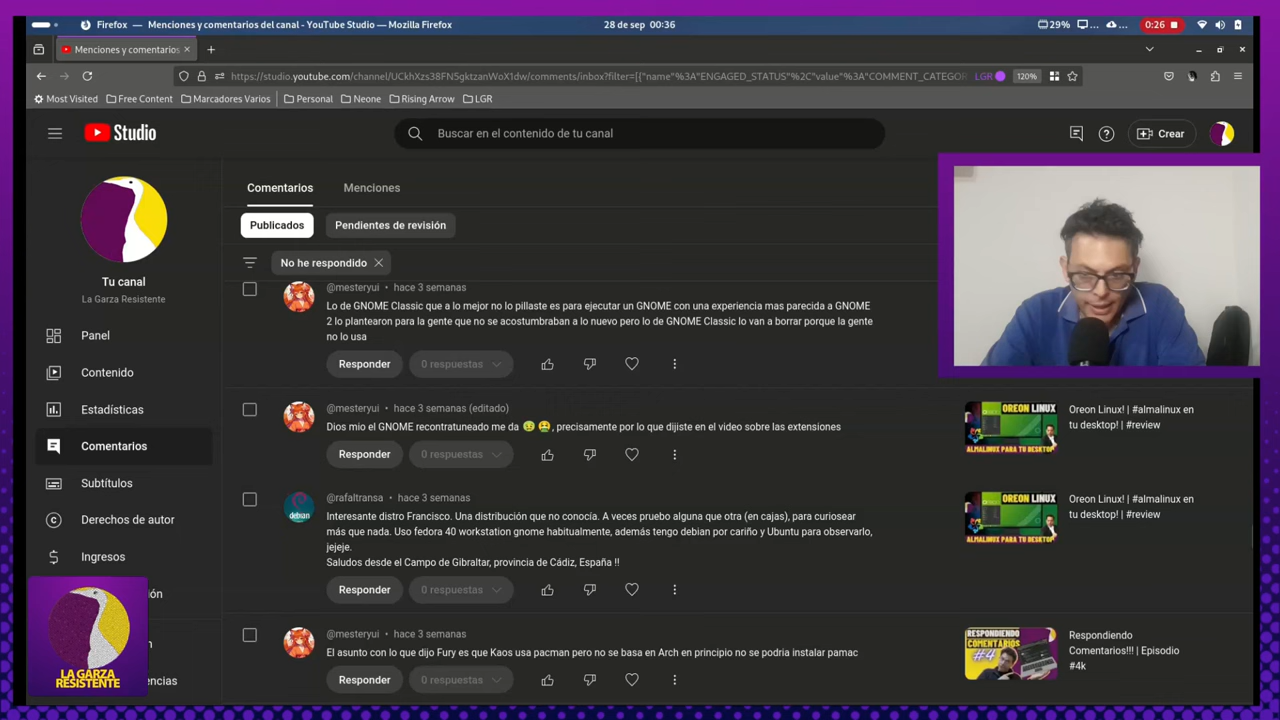 Firefox — Menciones y comentarios del canal - YouTube Studio — Mozilla Firefox
28 de sep 00:36
29%
0:26
Menciones y comentarios
https://studio.youtube.com/channel/UCkhXzs38FN5gktzanWoX1dw/comments/inbox?filter=[{"name"%3A"ENGAGED_STATUS"%2C"value"%3A"COMMENT_CATEGOR
LGR
120%
Most Visited
Free Content
Marcadores Varios
Personal
Neone
Rising Arrow
LGR
Studio
Buscar en el contenido de tu canal
Crear
Tu canal
La Garza Resistente
Panel
Contenido
Estadísticas
Comentarios
Subtítulos
Derechos de autor
Ingresos
LA GARZA
RESISTENTE
Comentarios
Menciones
Publicados
Pendientes de revisión
No he respondido
@mesteryui • hace 3 semanas
Lo de GNOME Classic que a lo mejor no lo pillaste es para ejecutar un GNOME con una experiencia mas parecida a GNOME
2 lo plantearon para la gente que no se acostumbraban a lo nuevo pero lo de GNOME Classic lo van a borrar porque la gente
no lo usa
Responder
0 respuestas
@mesteryui • hace 3 semanas (editado)
Dios mio el GNOME recontratuneado me da 🤢🤮, precisamente por lo que dijiste en el video sobre las extensiones
Responder
0 respuestas
OREON LINUX!
ALMALINUX PARA TU DESKTOP!
Oreon Linux! | #almalinux en
tu desktop! | #review
@rafaltransa • hace 3 semanas
debian
Interesante distro Francisco. Una distribución que no conocía. A veces pruebo alguna que otra (en cajas), para curiosear
más que nada. Uso fedora 40 workstation gnome habitualmente, además tengo debian por cariño y Ubuntu para observarlo,
jejeje.
Saludos desde el Campo de Gibraltar, provincia de Cádiz, España !!
Responder
0 respuestas
OREON LINUX!
ALMALINUX PARA TU DESKTOP!
Oreon Linux! | #almalinux en
tu desktop! | #review
@mesteryui • hace 3 semanas
El asunto con lo que dijo Fury es que Kaos usa pacman pero no se basa en Arch en principio no se podria instalar pamac
Responder
0 respuestas
RESPONDIENDO
COMENTARIOS
#4
Respondiendo
Comentarios!!! | Episodio
#4k